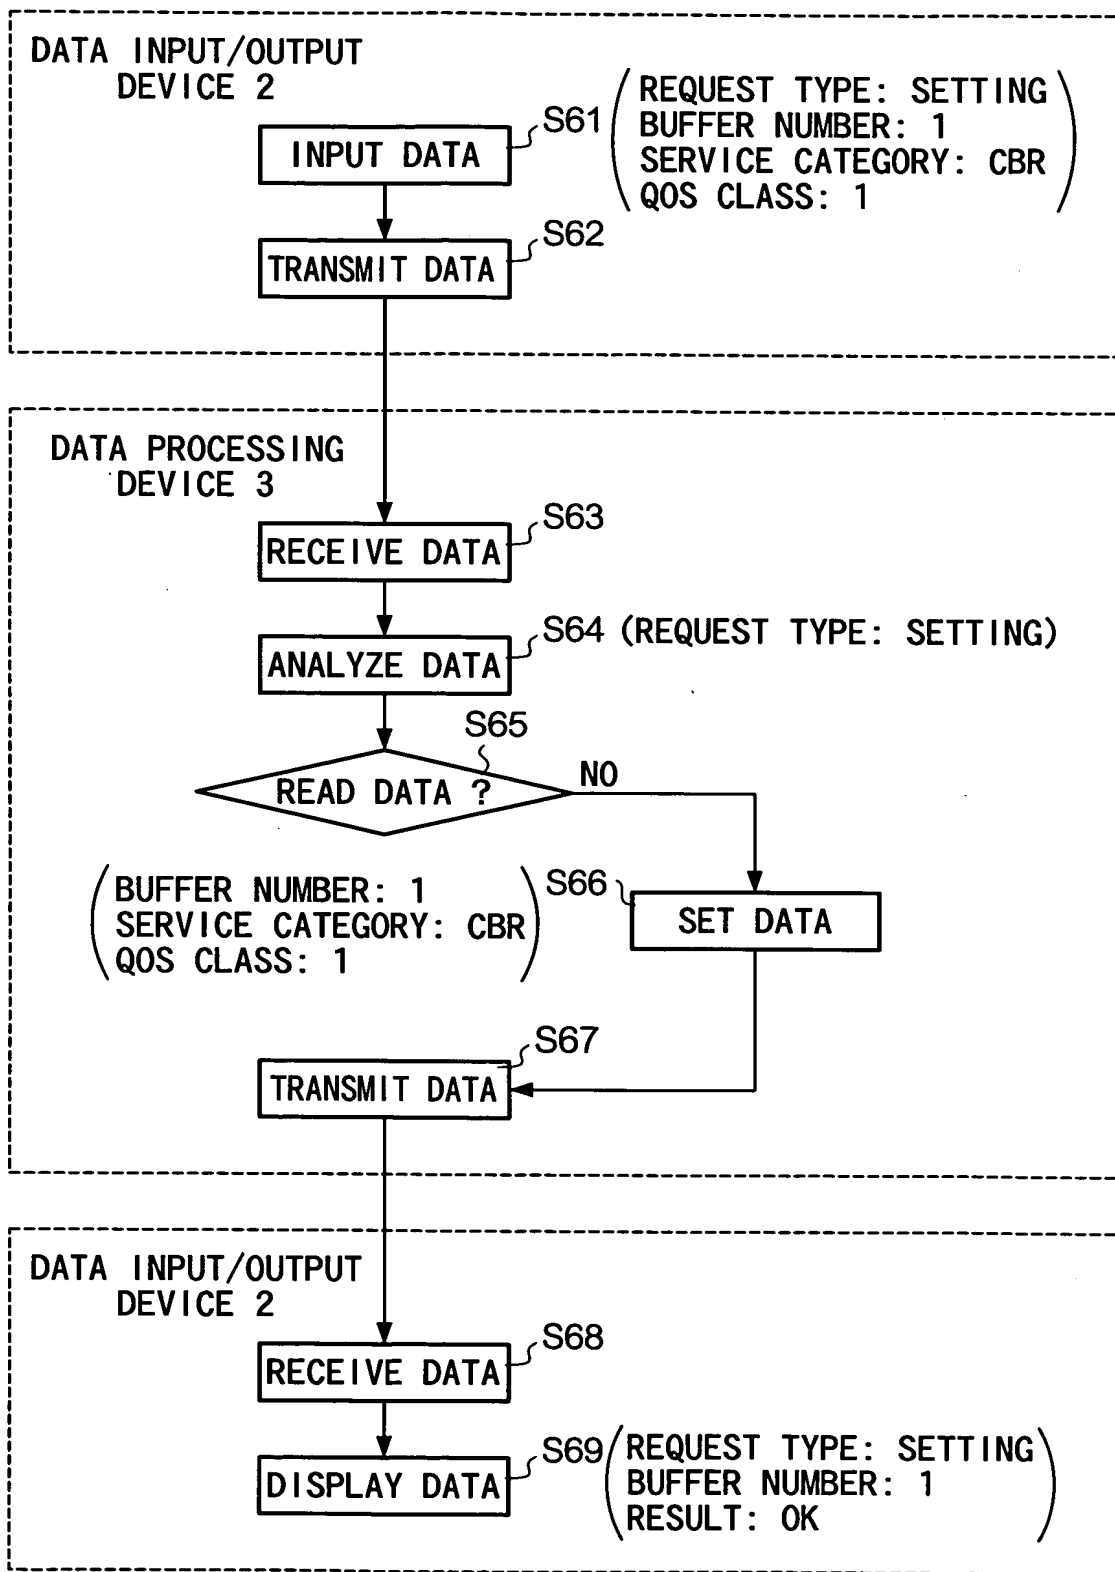 DATA INPUT/OUTPUT
DEVICE 2
S61
REQUEST TYPE: SETTING
BUFFER NUMBER: 1
SERVICE CATEGORY: CBR
QOS CLASS: 1
INPUT DATA
S62
TRANSMIT DATA
DATA PROCESSING
DEVICE 3
S63
RECEIVE DATA
S64 (REQUEST TYPE: SETTING)
ANALYZE DATA
S65
READ DATA ?
NO
BUFFER NUMBER: 1
SERVICE CATEGORY: CBR
QOS CLASS: 1
S66
SET DATA
S67
TRANSMIT DATA
DATA INPUT/OUTPUT
DEVICE 2
S68
RECEIVE DATA
S69
REQUEST TYPE: SETTING
BUFFER NUMBER: 1
RESULT: OK
DISPLAY DATA